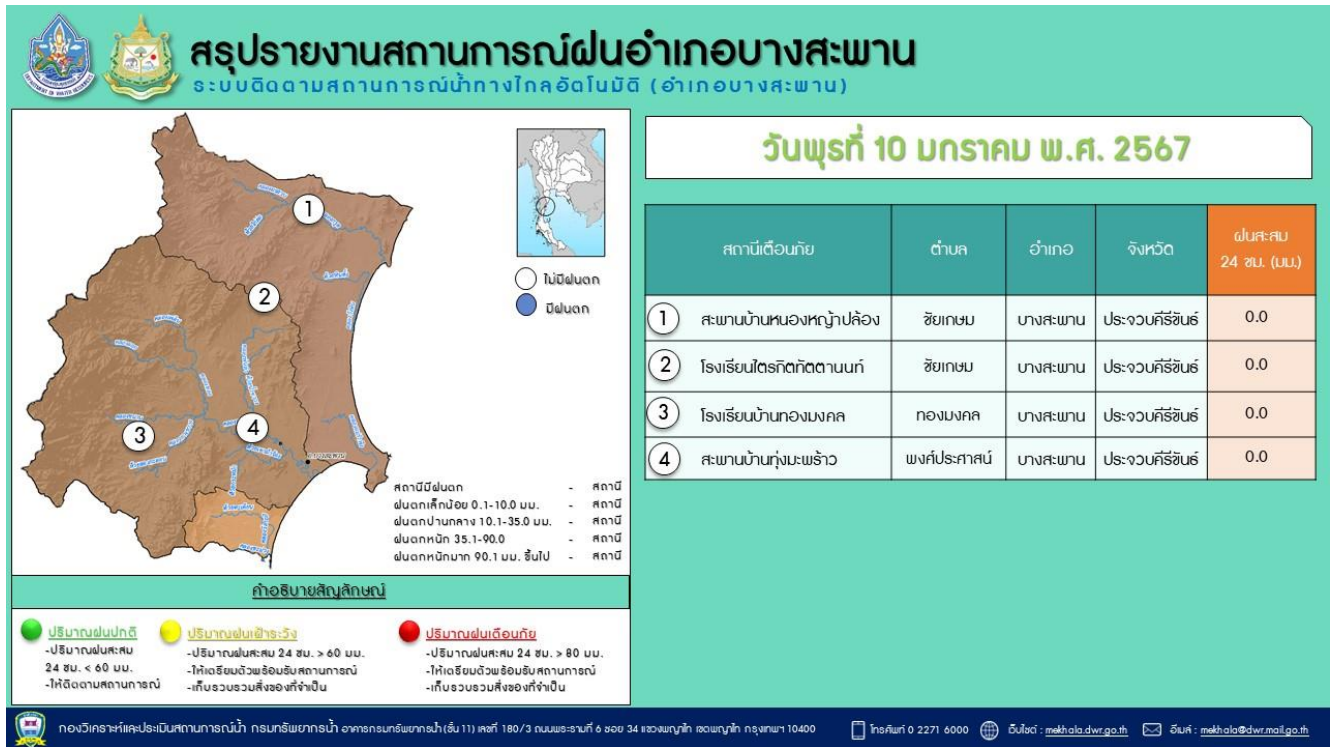 สรุปรายงานสถานการณ์ฝนอำเภอบางสะพาน
ระบบติดตามสถานการณ์น้ำทางไกลอัตโนมัติ (อำเภอบางสะพาน)
1
2
3
4
ไม่มีฝนตก
มีฝนตก
สถานีมีฝนตก - สถานี
ฝนตกเล็กน้อย 0.1-10.0 มม. - สถานี
ฝนตกปานกลาง 10.1-35.0 มม. - สถานี
ฝนตกหนัก 35.1-90.0 - สถานี
ฝนตกหนักมาก 90.1 มม. ขึ้นไป - สถานี
คำอธิบายสัญลักษณ์
ปริมาณฝนปกติ
-ปริมาณฝนสะสม
24 ชม. < 60 มม.
-ให้ติดตามสถานการณ์
ปริมาณฝนเฝ้าระวัง
-ปริมาณฝนสะสม 24 ชม. > 60 มม.
-ให้เตรียมตัวพร้อมรับสถานการณ์
-เก็บรวบรวมสิ่งของที่จำเป็น
ปริมาณฝนเตือนภัย
-ปริมาณฝนสะสม 24 ชม. > 80 มม.
-ให้เตรียมตัวพร้อมรับสถานการณ์
-เก็บรวบรวมสิ่งของที่จำเป็น
วันพุธที่ 10 มกราคม พ.ศ. 2567
สถานีเตือนภัย ตำบล อำเภอ จังหวัด ฝนสะสม
24 ชม. (มม.)
1 สะพานบ้านหนองหญ้าปล้อง ชัยเกษม บางสะพาน ประจวบคีรีขันธ์ 0.0
2 โรงเรียนไตรกิตทัตตานนท์ ชัยเกษม บางสะพาน ประจวบคีรีขันธ์ 0.0
3 โรงเรียนบ้านทองมงคล ทองมงคล บางสะพาน ประจวบคีรีขันธ์ 0.0
4 สะพานบ้านทุ่งมะพร้าว พงศ์ประศาสน์ บางสะพาน ประจวบคีรีขันธ์ 0.0
กองวิเคราะห์และประเมินสถานการณ์น้ำ กรมทรัพยากรน้ำ อาคารกรมทรัพยากรน้ำ (ชั้น 11) เลขที่ 180/3 ถนนพระรามที่ 6 ซอย 34 แขวงพญาไท เขตพญาไท กรุงเทพฯ 10400 โทรศัพท์ 0 2271 6000 เว็บไซต์ : mekhala.dwr.go.th อีเมล์ : mekhala@dwr.mail.go.th